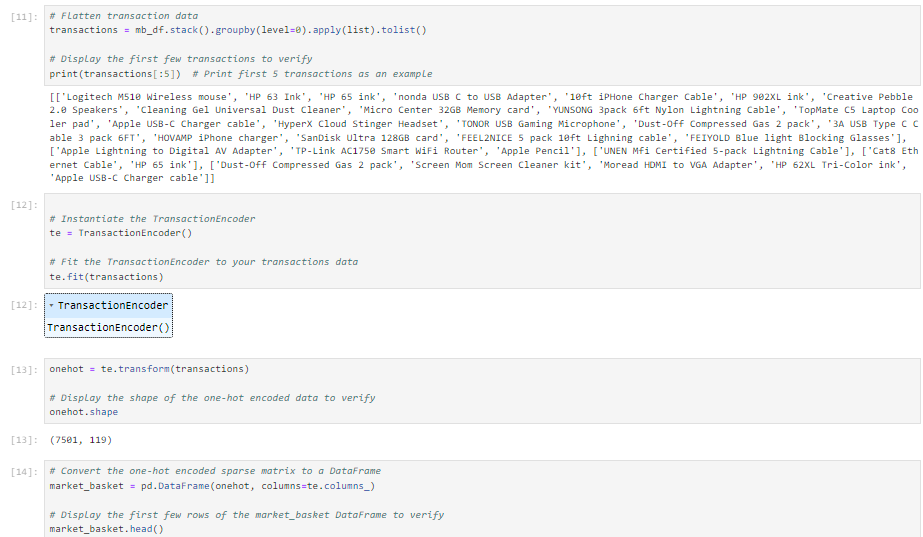 [11]: # Flatten transaction data
transactions = mb_df.stack().groupby(level=0).apply(list).tolist()
# Display the first few transactions to verify
print(transactions[:5])  # Print first 5 transactions as an example
[['Logitech M510 Wireless mouse', 'HP 63 Ink', 'HP 65 ink', 'nonda USB C to USB Adapter', '10ft iPHone Charger Cable', 'HP 902XL ink', 'Creative Pebble
2.0 Speakers', 'Cleaning Gel Universal Dust Cleaner', 'Micro Center 32GB Memory card', 'YUNSONG 3pack 6ft Nylon Lightning Cable', 'TopMate C5 Laptop Coo
ler pad', 'Apple USB-C Charger cable', 'HyperX Cloud Stinger Headset', 'TONOR USB Gaming Microphone', 'Dust-Off Compressed Gas 2 pack', '3A USB Type C C
able 3 pack 6FT', 'HOVAMP iPhone charger', 'SanDisk Ultra 128GB card', 'FEEL2NICE 5 pack 10ft Lighning cable', 'FEIYOLD Blue light Blocking Glasses'],
['Apple Lightning to Digital AV Adapter', 'TP-Link AC1750 Smart WiFi Router', 'Apple Pencil'], ['UNEN Mfi Certified 5-pack Lightning Cable'], ['Cat8 Eth
ernet Cable', 'HP 65 ink'], ['Dust-Off Compressed Gas 2 pack', 'Screen Mom Screen Cleaner kit', 'Moread HDMI to VGA Adapter', 'HP 62XL Tri-Color ink',
'Apple USB-C Charger cable']]
[12]:
# Instantiate the TransactionEncoder
te = TransactionEncoder()
# Fit the TransactionEncoder to your transactions data
te.fit(transactions)
[12]: ▾ TransactionEncoder
TransactionEncoder()
[13]: onehot = te.transform(transactions)
# Display the shape of the one-hot encoded data to verify
onehot.shape
[13]: (7501, 119)
[14]: # Convert the one-hot encoded sparse matrix to a DataFrame
market_basket = pd.DataFrame(onehot, columns=te.columns_)
# Display the first few rows of the market_basket DataFrame to verify
market_basket.head()